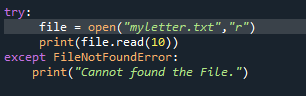 try:
    file = open("myletter.txt","r")
    print(file.read(10))
except FileNotFoundError:
    print("Cannot found the File.")